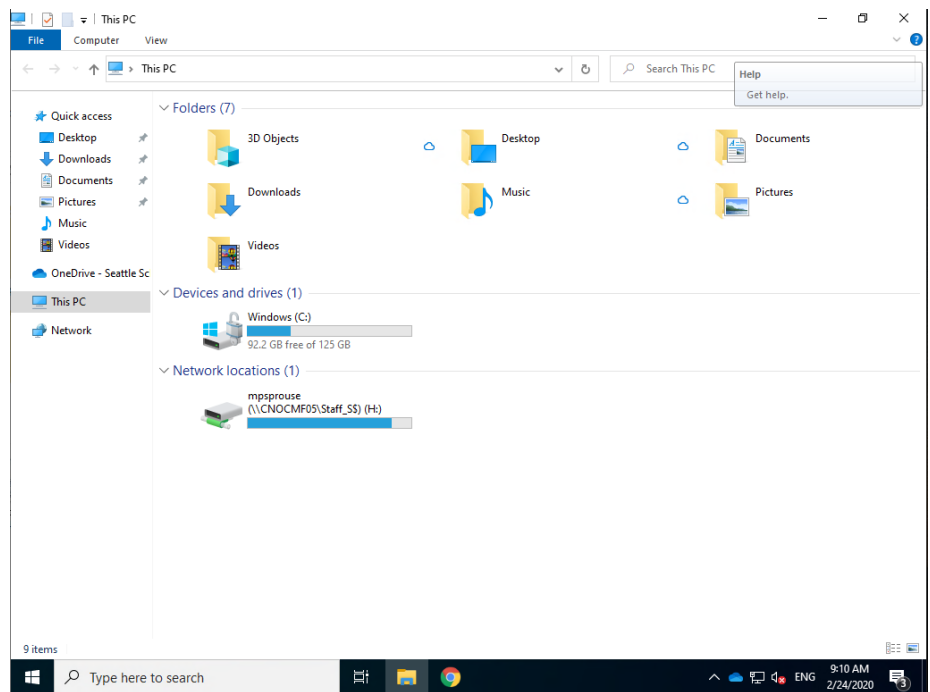 This PC
File Computer View
This PC
Search This PC
Help
Get help.
Quick access
Desktop
Downloads
Documents
Pictures
Music
Videos
OneDrive - Seattle Sc
This PC
Network
Folders (7)
3D Objects
Desktop
Documents
Downloads
Music
Pictures
Videos
Devices and drives (1)
Windows (C:)
92.2 GB free of 125 GB
Network locations (1)
mpsprouse
(\\CNOCMF05\Staff_S$) (H:)
9 items
Type here to search
ENG
9:10 AM
2/24/2020
3